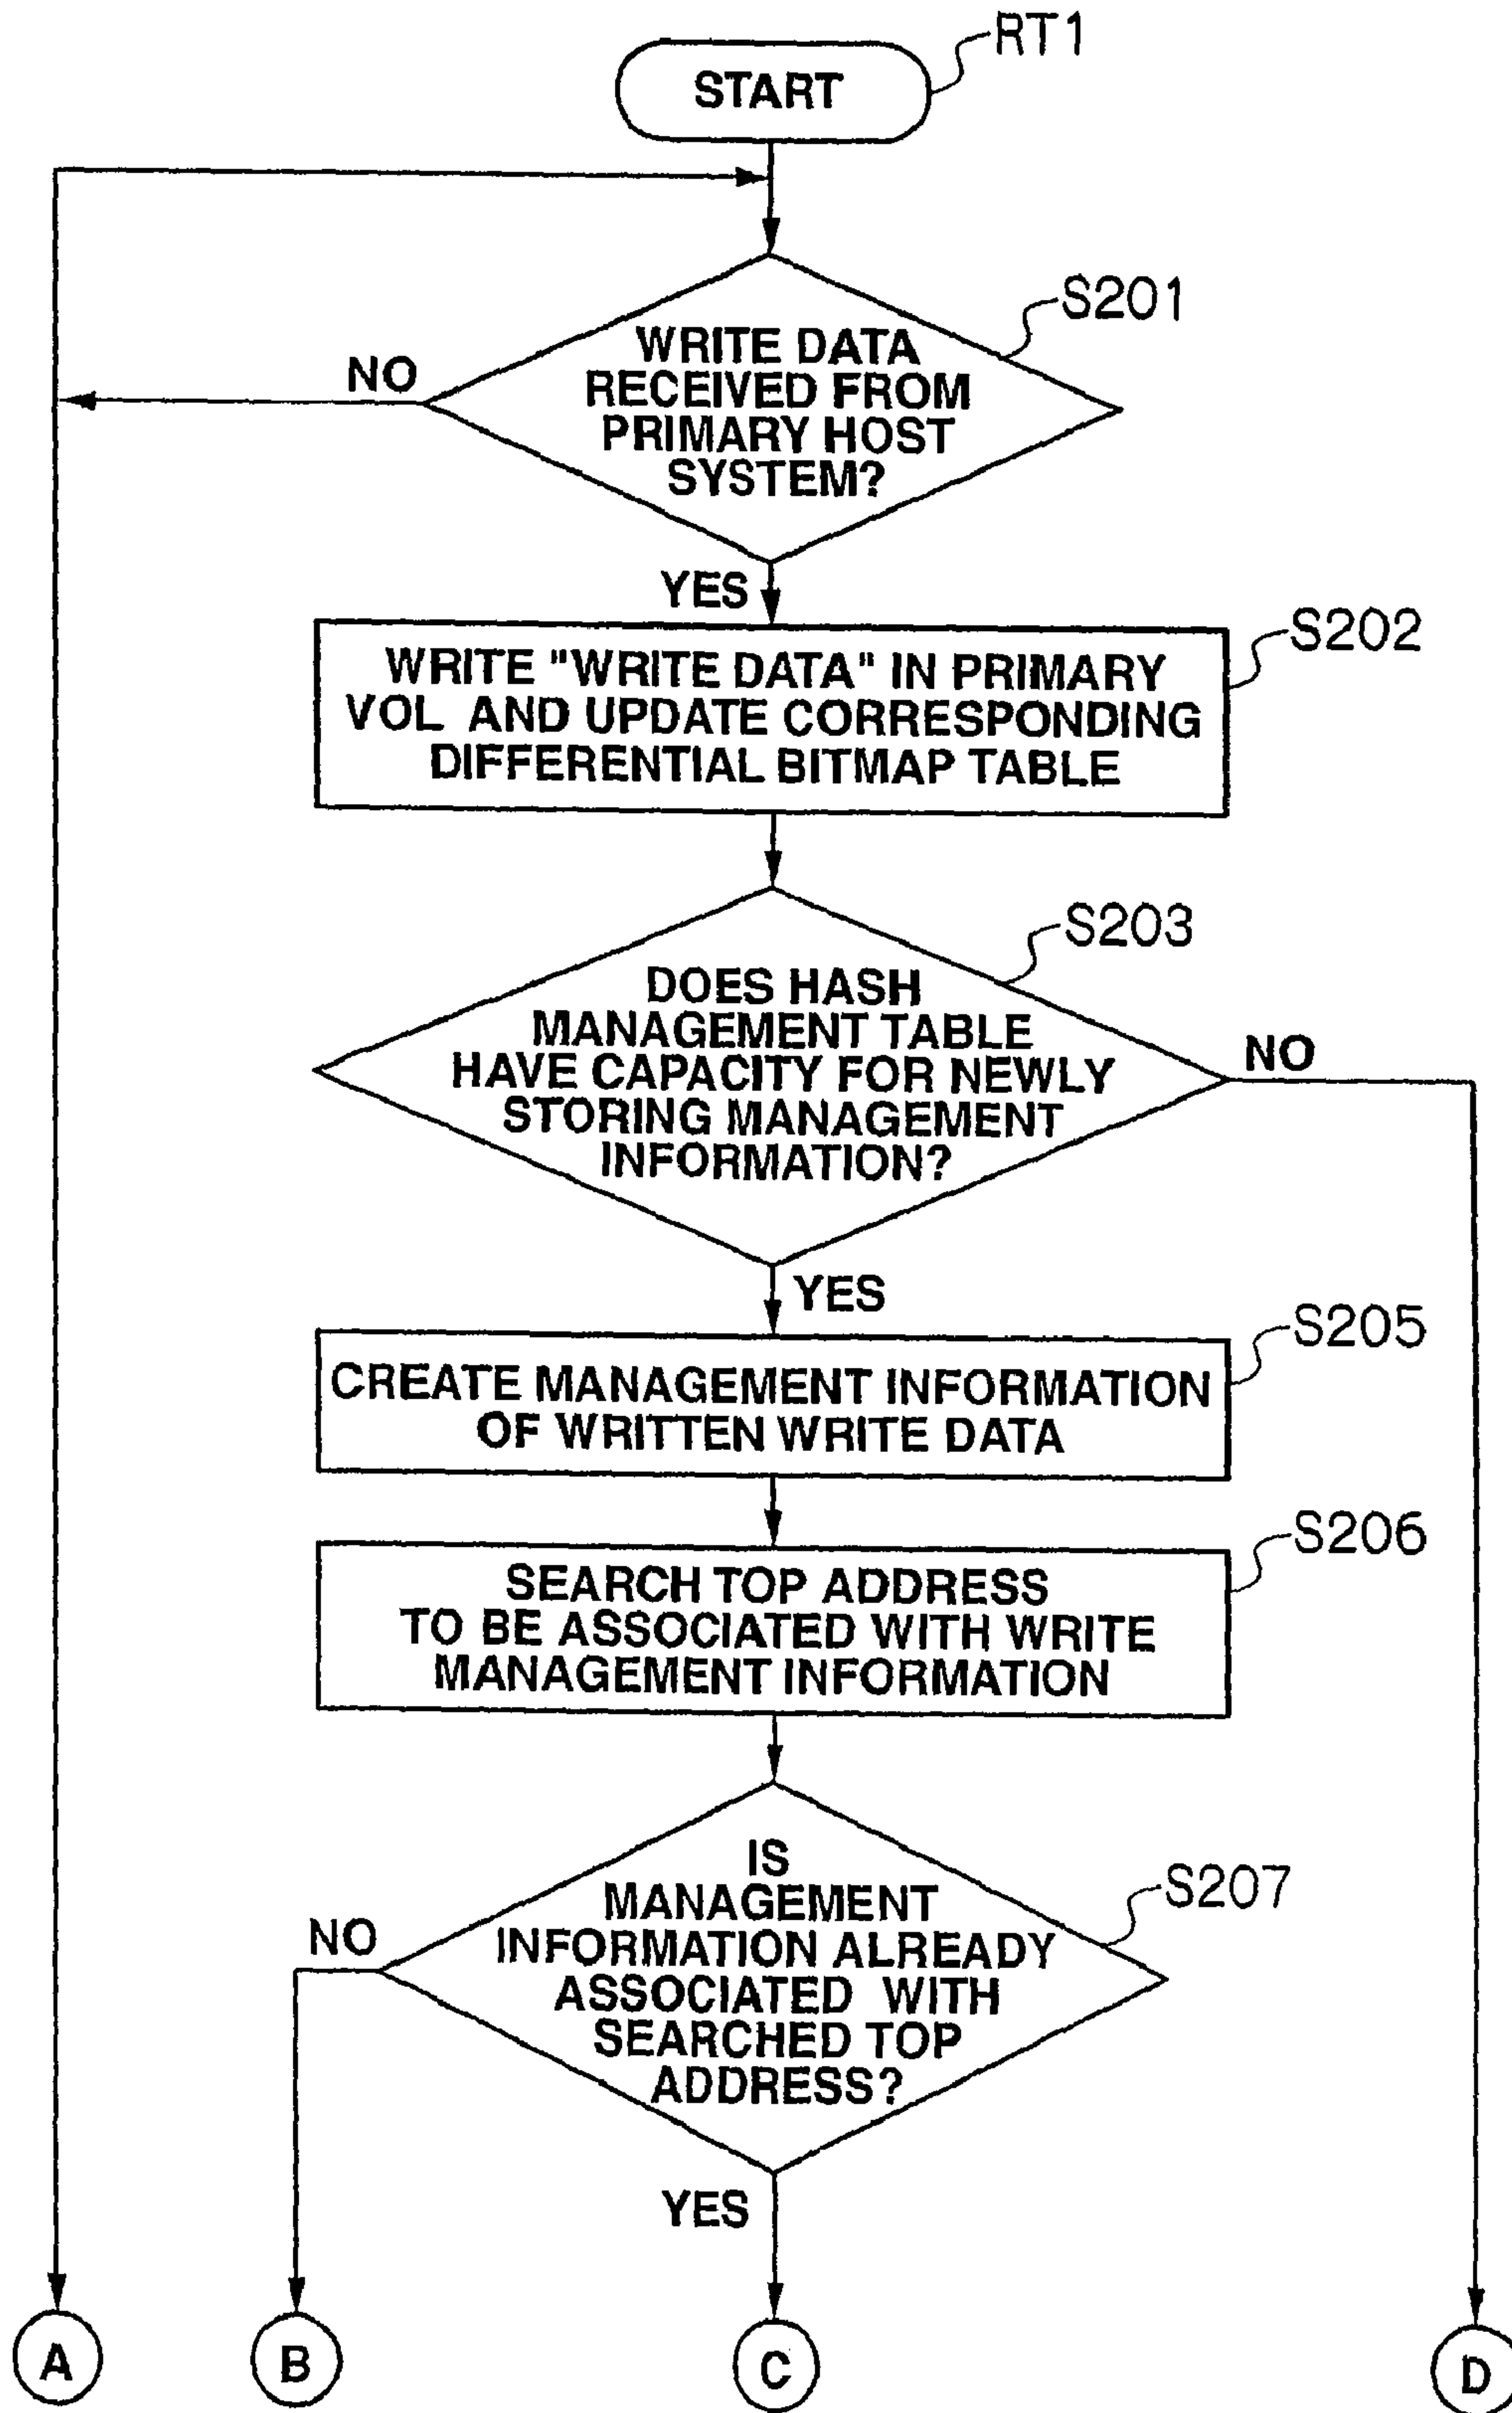 RT1
START
S201
WRITE DATA
RECEIVED FROM
PRIMARY HOST
SYSTEM?
NO
YES
S202
WRITE "WRITE DATA" IN PRIMARY
VOL AND UPDATE CORRESPONDING
DIFFERENTIAL BITMAP TABLE
S203
DOES HASH
MANAGEMENT TABLE
HAVE CAPACITY FOR NEWLY
STORING MANAGEMENT
INFORMATION?
NO
YES
S205
CREATE MANAGEMENT INFORMATION
OF WRITTEN WRITE DATA
S206
SEARCH TOP ADDRESS
TO BE ASSOCIATED WITH WRITE
MANAGEMENT INFORMATION
S207
IS
MANAGEMENT
INFORMATION ALREADY
ASSOCIATED WITH
SEARCHED TOP
ADDRESS?
NO
YES
A
B
C
D